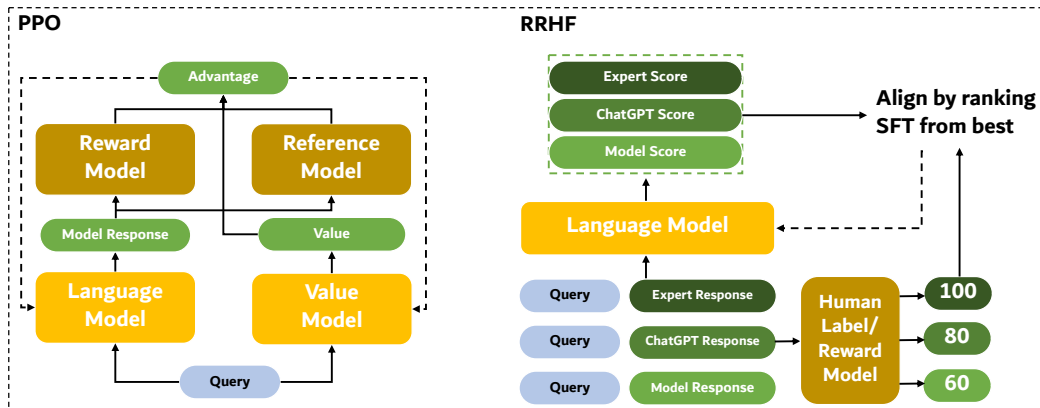 PPO
Advantage
Reward
Model
Reference
Model
Model Response
Value
Language
Model
Value
Model
Query
RRHF
Expert Score
ChatGPT Score
Model Score
Align by ranking
SFT from best
Language Model
Query
Expert Response
Query
ChatGPT Response
Query
Model Response
Human
Label/
Reward
Model
100
80
60